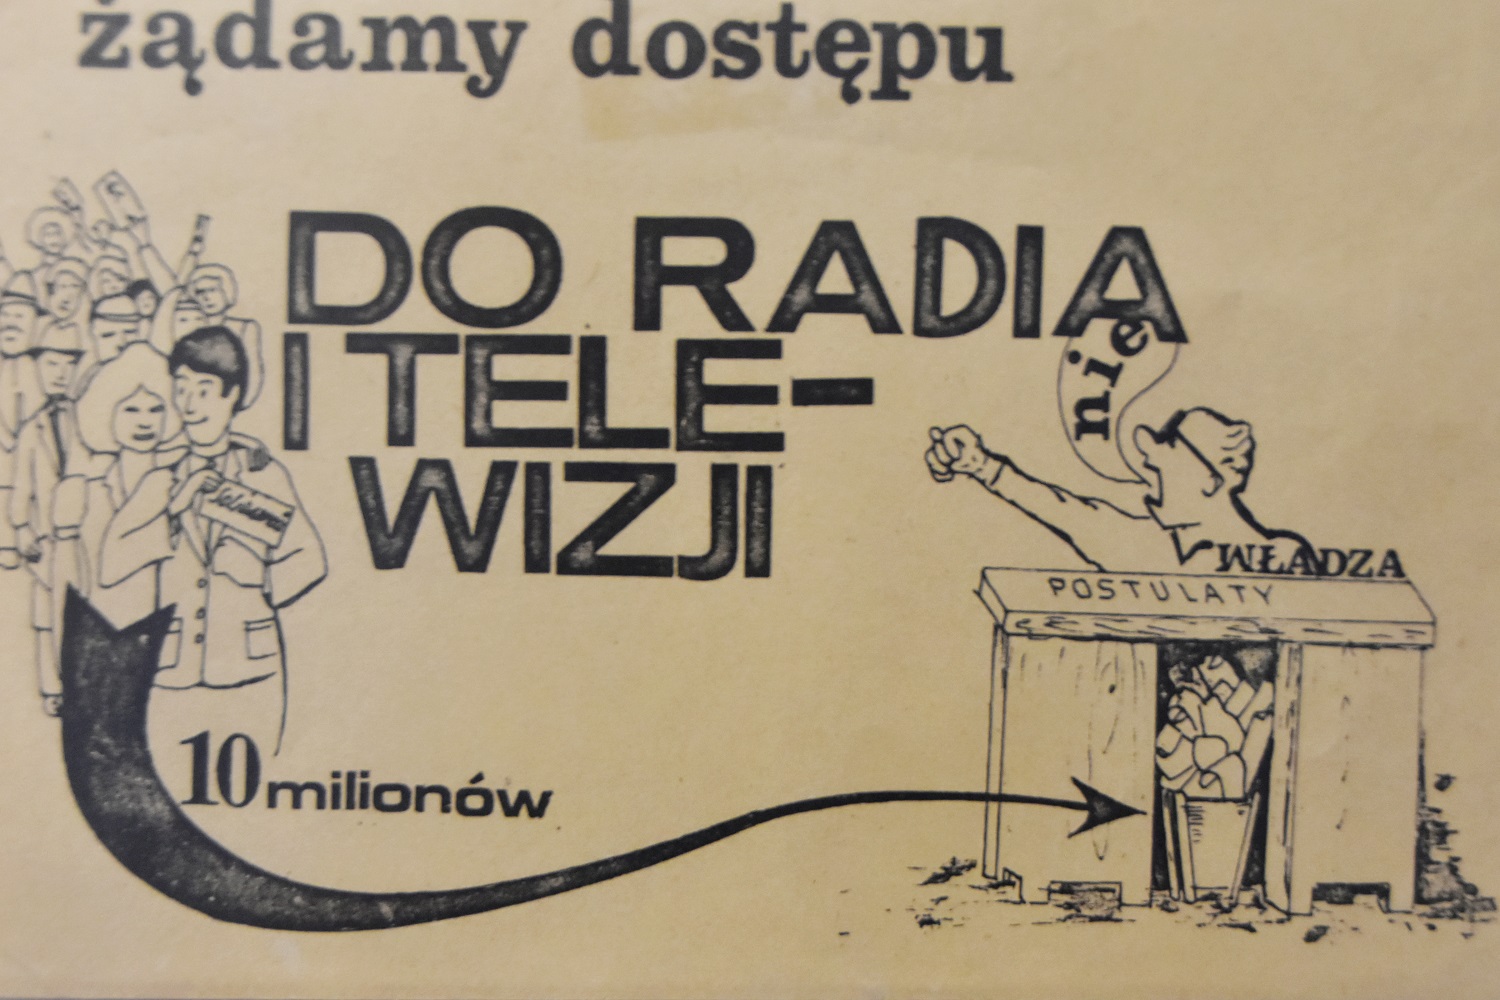 żądamy dostępu
DO RADIA
I TELE-
WIZJI
nie
WŁADZA
POSTULATY
10 milionów